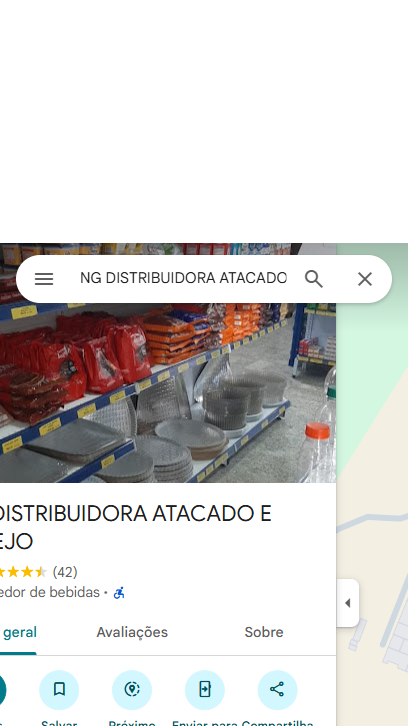 NG DISTRIBUIDORA ATACADO
DISTRIBUIDORA ATACADO E
EJO
(42)
edor de bebidas ·
geral Avaliações Sobre
Salvar Próximo Enviar para Compartilha